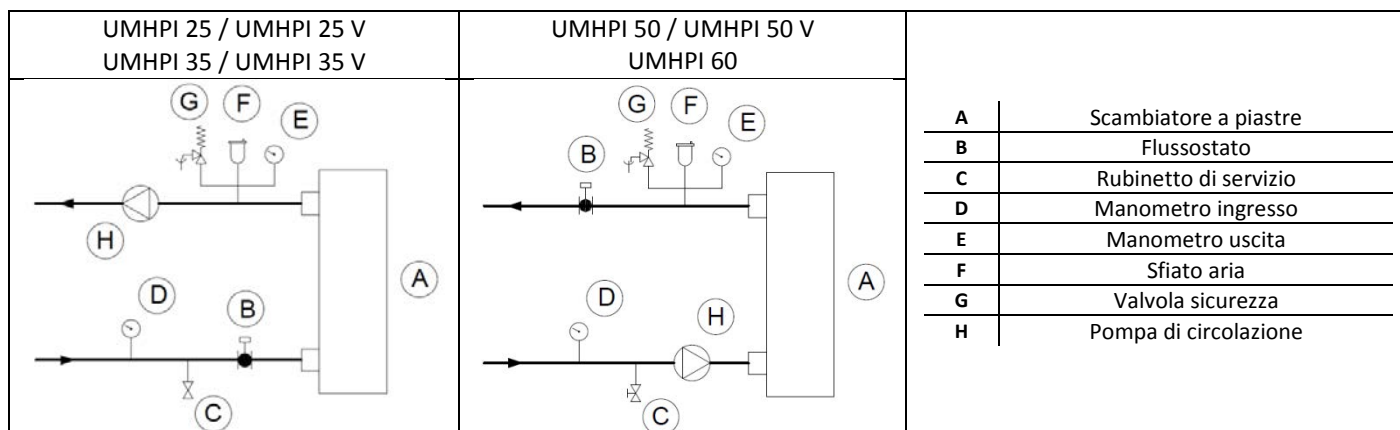 UMHPI 25 / UMHPI 25 V
UMHPI 35 / UMHPI 35 V
UMHPI 50 / UMHPI 50 V
UMHPI 60
G
F
E
H
A
D
B
C
G
F
E
B
A
D
H
C
A Scambiatore a piastre
B Flussostato
C Rubinetto di servizio
D Manometro ingresso
E Manometro uscita
F Sfiato aria
G Valvola sicurezza
H Pompa di circolazione